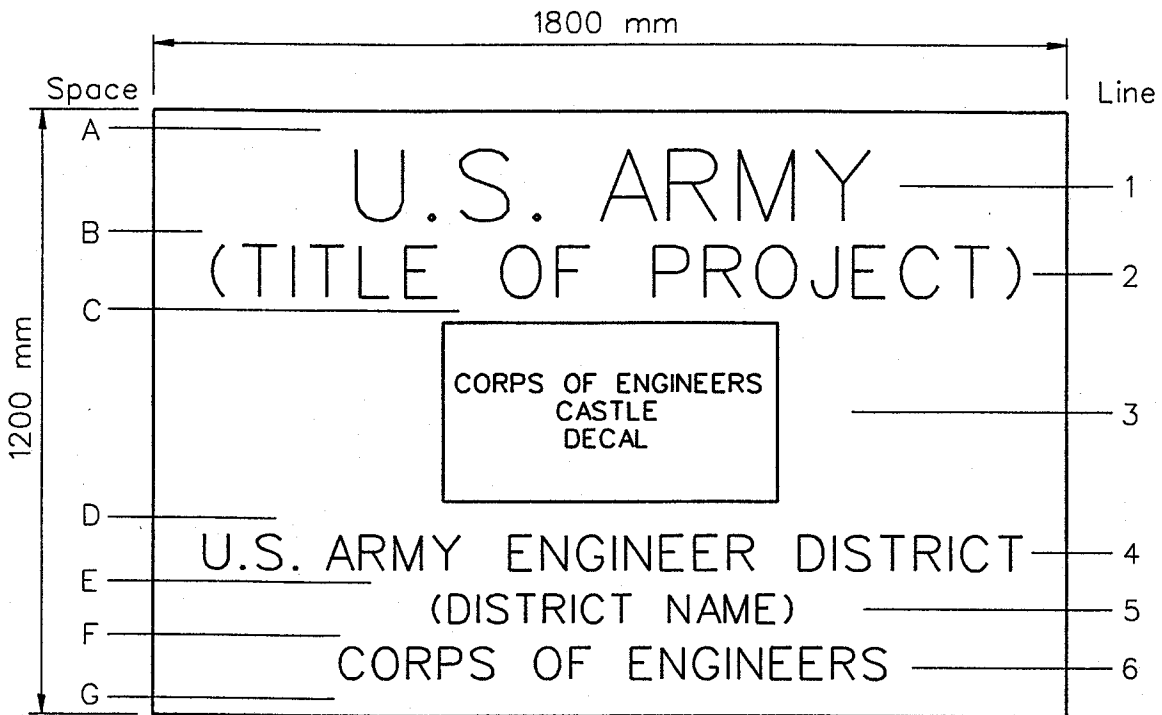 1800 mm
Space
Line
A
U.S. ARMY
1
B
(TITLE OF PROJECT)
2
C
1200 mm
CORPS OF ENGINEERS
CASTLE
DECAL
3
D
U.S. ARMY ENGINEER DISTRICT
4
E
(DISTRICT NAME)
5
F
CORPS OF ENGINEERS
6
G